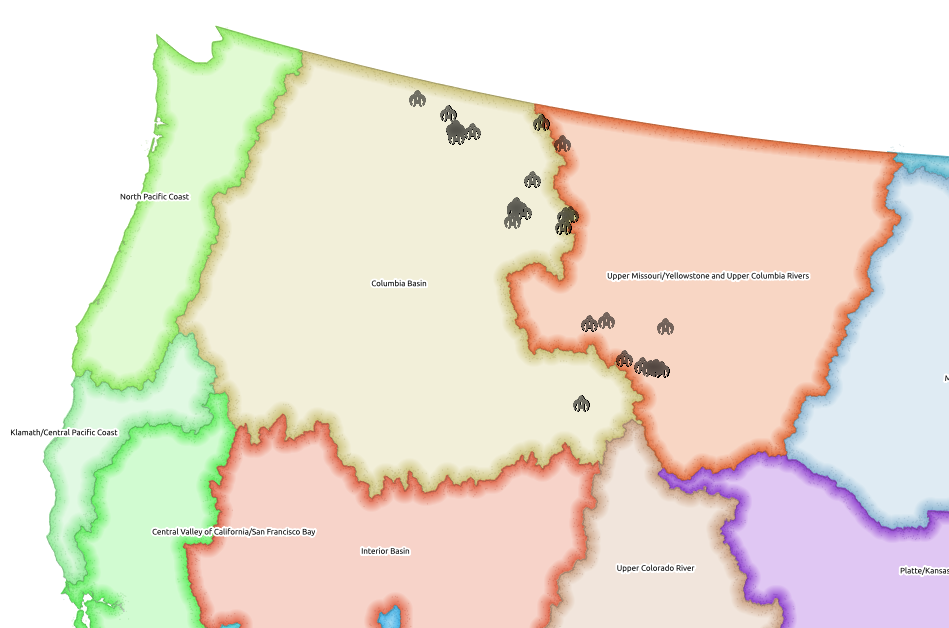 North Pacific Coast
Upper Missouri/Yellowstone and Upper Columbia Rivers
Columbia Basin
M
Klamath/Central Pacific Coast
Central Valley of California/San Francisco Bay
Interior Basin
Upper Colorado River
Platte/Kansas